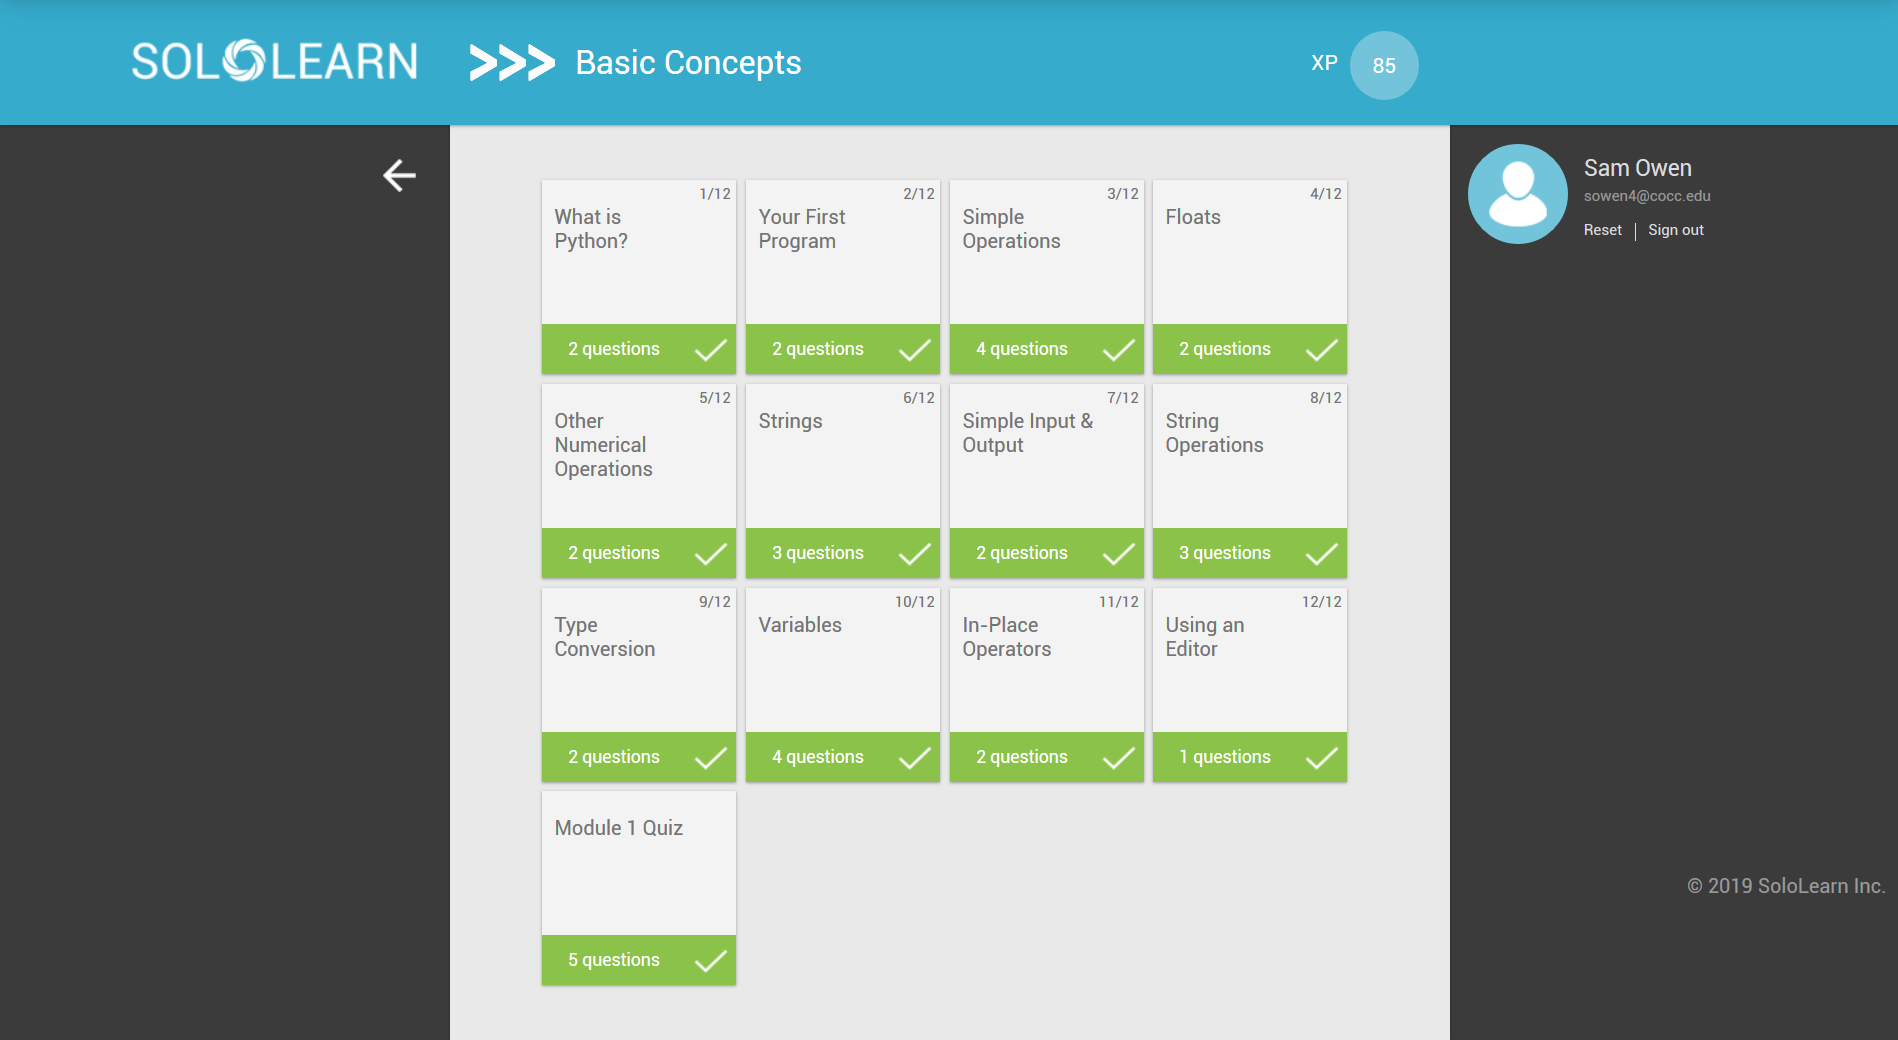 SOLOLEARN >>> Basic Concepts
XP 85
Sam Owen
sowen4@cocc.edu
Reset | Sign out
1/12
What is
Python?
2 questions
2/12
Your First
Program
2 questions
3/12
Simple
Operations
4 questions
4/12
Floats
2 questions
5/12
Other
Numerical
Operations
2 questions
6/12
Strings
3 questions
7/12
Simple Input &
Output
2 questions
8/12
String
Operations
3 questions
9/12
Type
Conversion
2 questions
10/12
Variables
4 questions
11/12
In-Place
Operators
2 questions
12/12
Using an
Editor
1 questions
Module 1 Quiz
5 questions
© 2019 SoloLearn Inc.